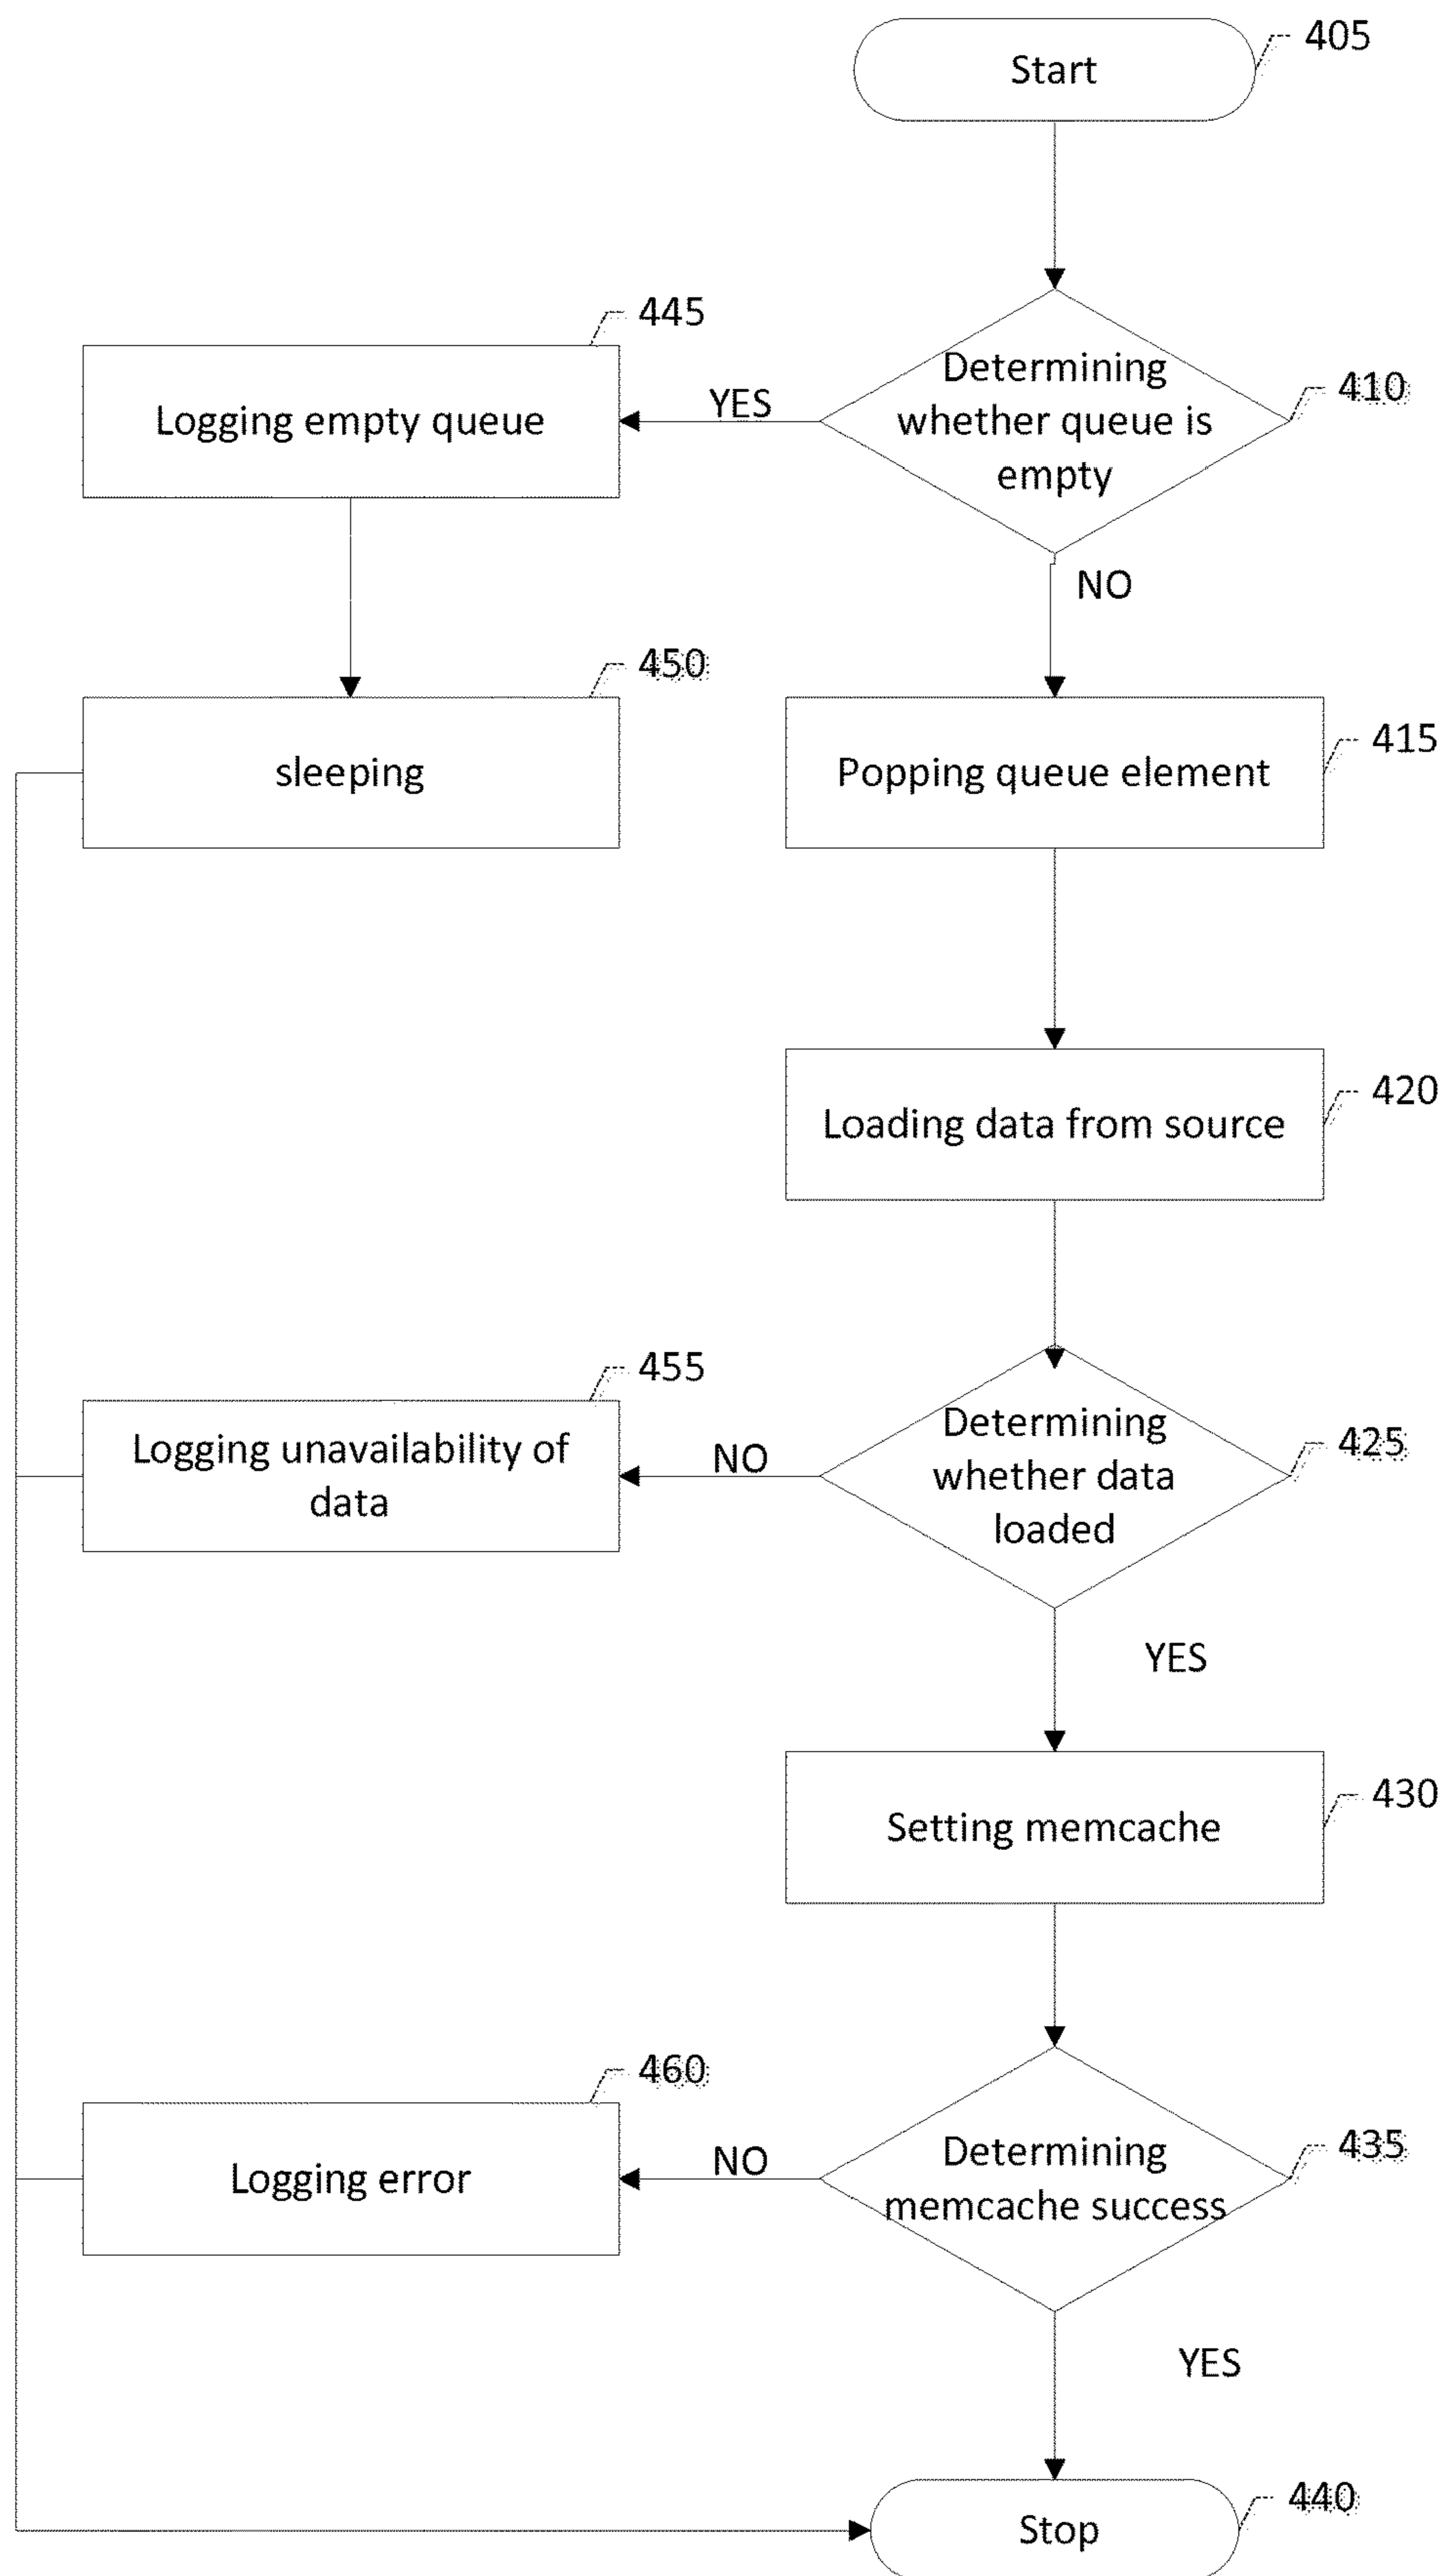 Start
405
Determining
whether queue is
empty
410
YES
Logging empty queue
445
NO
sleeping
450
Popping queue element
415
Loading data from source
420
Determining
whether data
loaded
425
NO
Logging unavailability of
data
455
YES
Setting memcache
430
Determining
memcache success
435
NO
Logging error
460
YES
Stop
440